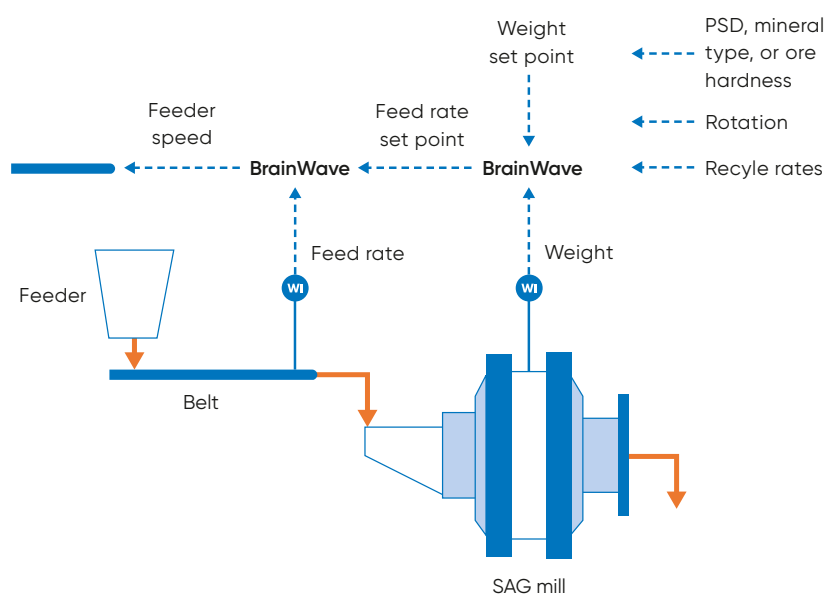 Weight
set point
PSD, mineral
type, or ore
hardness
Feeder
speed
Feed rate
set point
Rotation
BrainWave
BrainWave
Recyle rates
Feed rate
Weight
WI
WI
Feeder
Belt
SAG mill